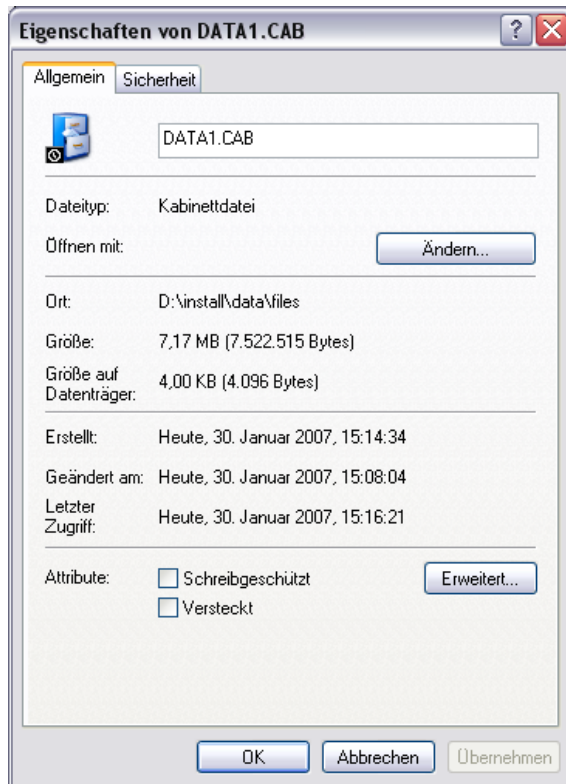 Eigenschaften von DATA1.CAB
Allgemein Sicherheit
DATA1.CAB
Dateityp: Kabinettdatei
Öffnen mit: Ändern...
Ort: D:\install\data\files
Größe: 7,17 MB (7.522.515 Bytes)
Größe auf
Datenträger: 4,00 KB (4.096 Bytes)
Erstellt: Heute, 30. Januar 2007, 15:14:34
Geändert am: Heute, 30. Januar 2007, 15:08:04
Letzter
Zugriff: Heute, 30. Januar 2007, 15:16:21
Attribute: Schreibgeschützt Erweitert...
Versteckt
OK Abbrechen Übernehmen